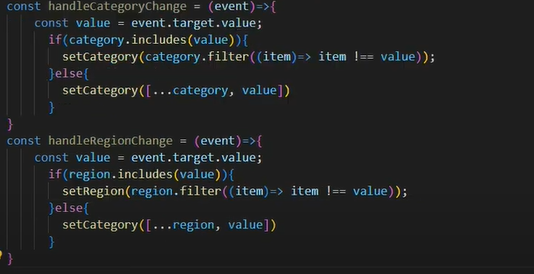 const handleCategoryChange = (event)=>{
const value = event.target.value;
if(category.includes(value)){
setCategory(category.filter((item)=> item !== value));
}else{
setCategory([...category, value])
}
}
const handleRegionChange = (event)=>{
const value = event.target.value;
if(region.includes(value)){
setRegion(region.filter((item)=> item !== value));
}else{
setCategory([...region, value])
}
}